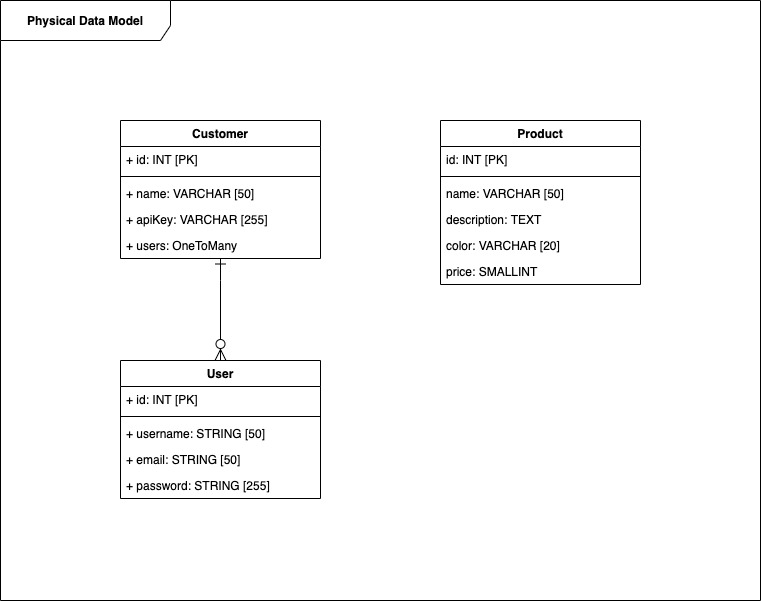 Physical Data Model
Customer
+ id: INT [PK]
+ name: VARCHAR [50]
+ apiKey: VARCHAR [255]
+ users: OneToMany
Product
id: INT [PK]
name: VARCHAR [50]
description: TEXT
color: VARCHAR [20]
price: SMALLINT
User
+ id: INT [PK]
+ username: STRING [50]
+ email: STRING [50]
+ password: STRING [255]